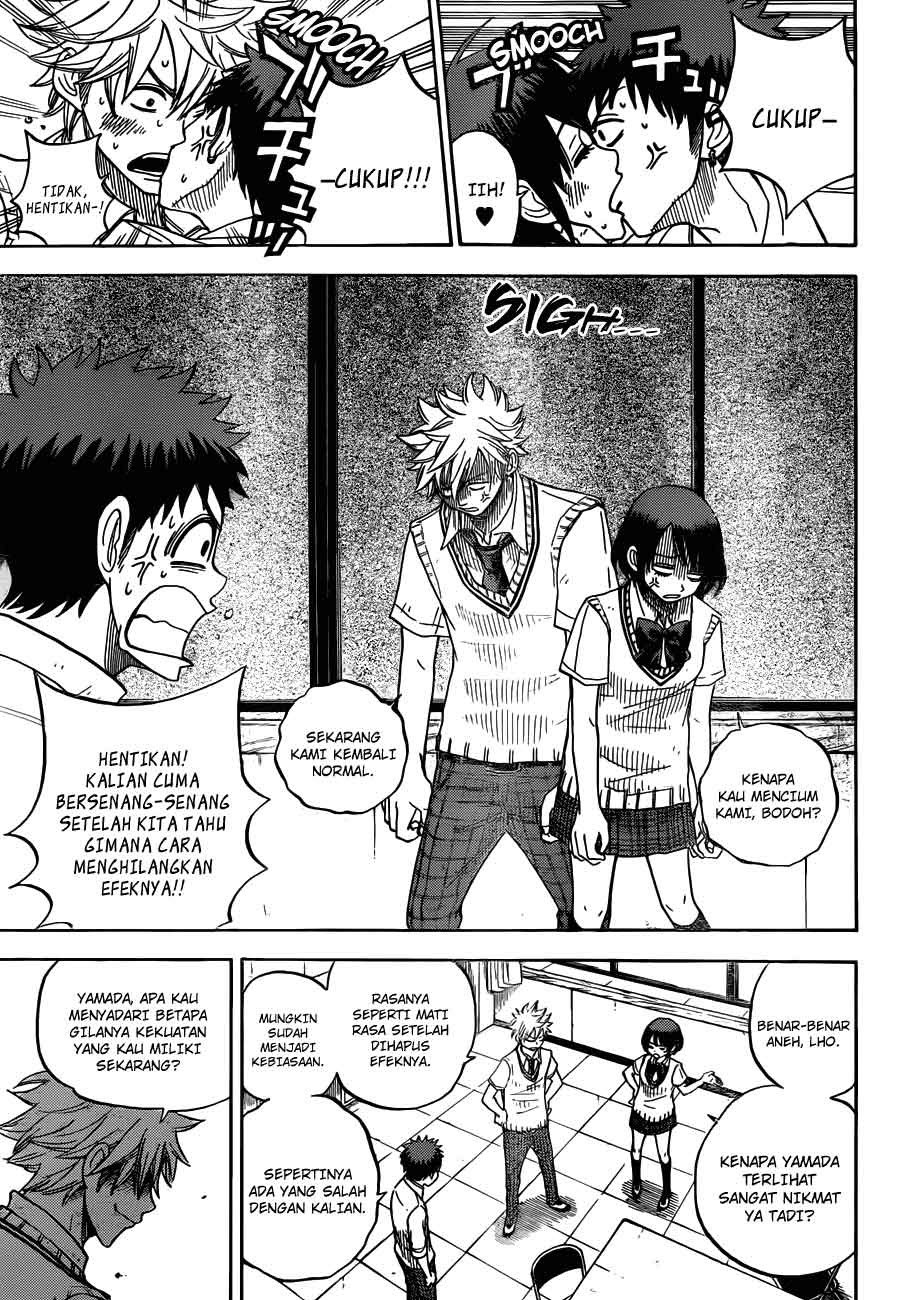 SMOOCH
ブチュ
CUKUP–
IIH!
♥
SMOOCH
ブチュ
–CUKUP!!!
TIDAK,
HENTIKAN–!
SIGH...
KENAPA
KAU MENCIUM
KAMI, BODOH?
SEKARANG
KAMI KEMBALI
NORMAL.
HENTIKAN!
KALIAN CUMA
BERSENANG-SENANG
SETELAH KITA TAHU
GIMANA CARA
MENGHILANGKAN
EFEKNYA!!
BENAR-BENAR
ANEH, LHO.
KENAPA YAMADA
TERLIHAT
SANGAT NIKMAT
YA TADI?
RASANYA
SEPERTI MATI
RASA SETELAH
DIHAPUS
EFEKNYA.
MUNGKIN
SUDAH
MENJADI
KEBIASAAN.
SEPERTINYA
ADA YANG SALAH
DENGAN KALIAN.
YAMADA, APA KAU
MENYADARI BETAPA
GILANYA KEKUATAN
YANG KAU MILIKI
SEKARANG?